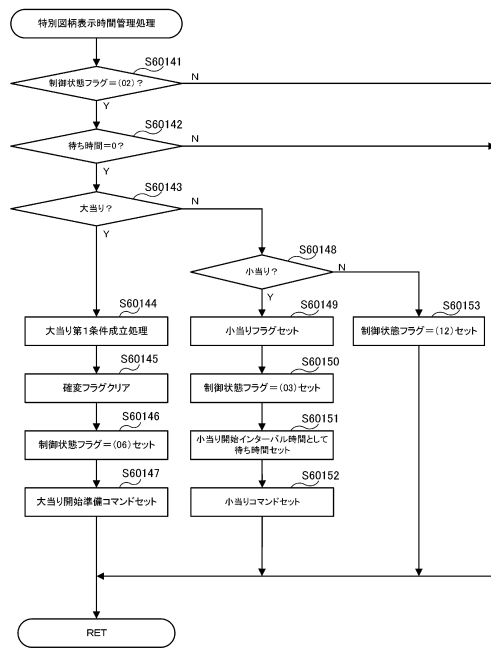 特別図柄表示時間管理処理
S60141
制御状態フラグ＝(02)？
N
Y
S60142
待ち時間＝0？
N
Y
S60143
大当り？
N
Y
S60148
小当り？
N
Y
S60144
大当り第1条件成立処理
S60149
小当りフラグセット
S60153
制御状態フラグ＝(12)セット
S60145
確変フラグクリア
S60150
制御状態フラグ＝(03)セット
S60146
制御状態フラグ＝(06)セット
S60151
小当り開始インターバル時間として
待ち時間セット
S60147
大当り開始準備コマンドセット
S60152
小当りコマンドセット
RET